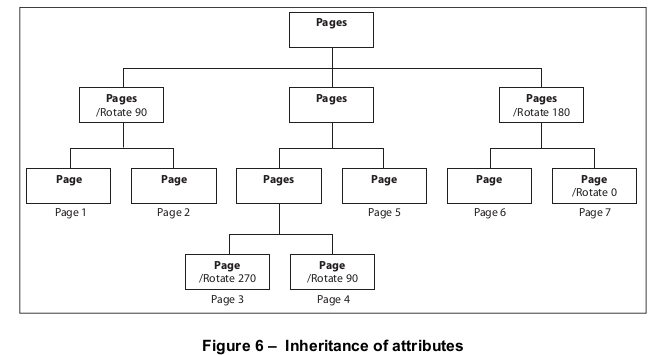 Pages
Pages
/Rotate 90
Pages
Pages
/Rotate 180
Page
Page
Pages
Page
Page
Page
/Rotate 0
Page 1
Page 2
Page 5
Page 6
Page 7
Page
/Rotate 270
Page
/Rotate 90
Page 3
Page 4
Figure 6 – Inheritance of attributes